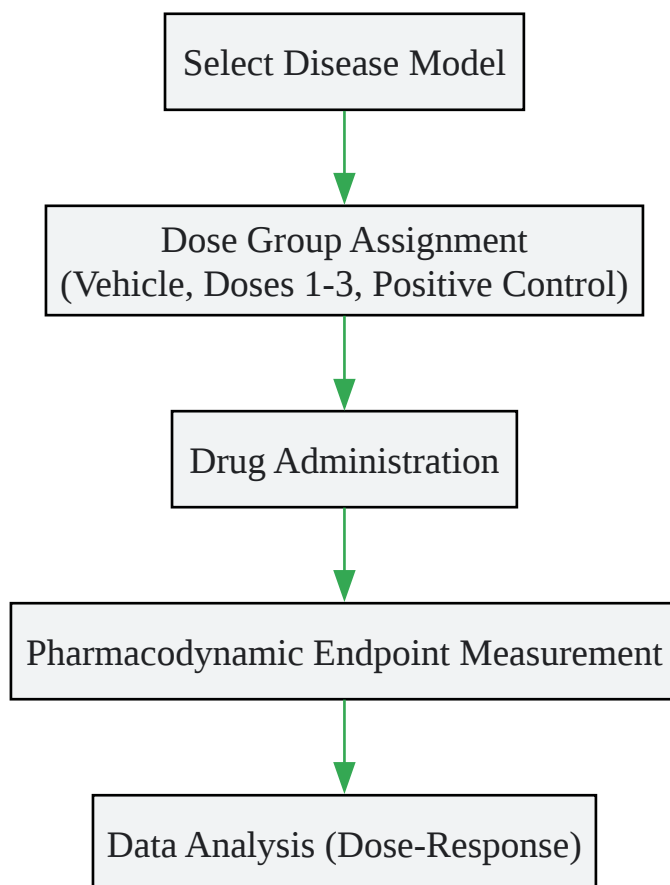 Select Disease Model
Dose Group Assignment
(Vehicle, Doses 1-3, Positive Control)
Drug Administration
Pharmacodynamic Endpoint Measurement
Data Analysis (Dose-Response)